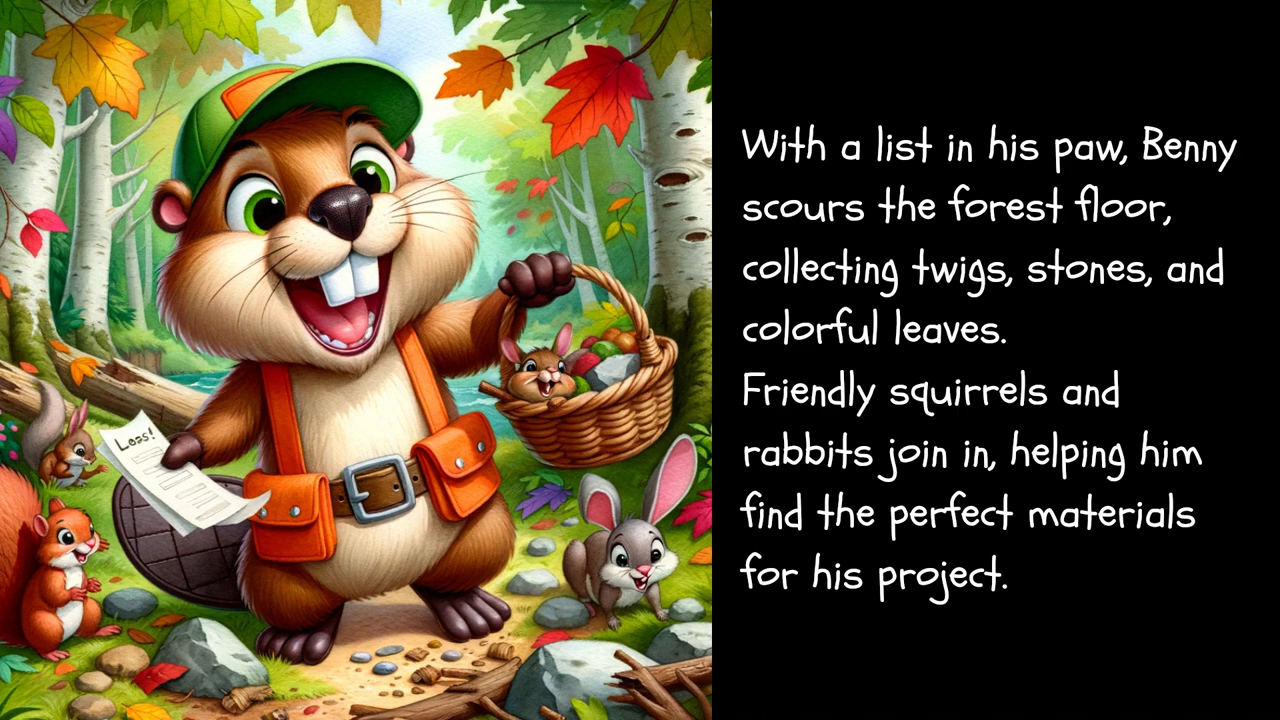 Loas!
With a list in his paw, Benny
scours the forest floor,
collecting twigs, stones, and
colorful leaves.
Friendly squirrels and
rabbits join in, helping him
find the perfect materials
for his project.